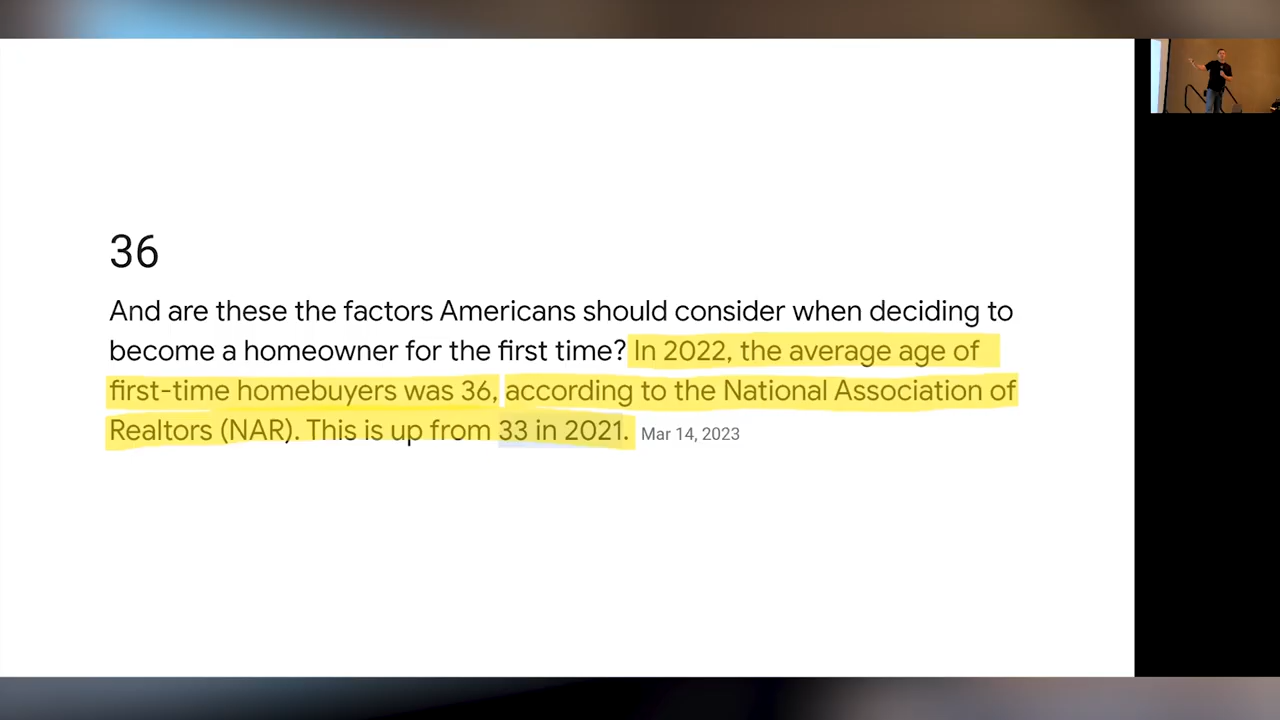 36
And are these the factors Americans should consider when deciding to
become a homeowner for the first time? In 2022, the average age of
first-time homebuyers was 36, according to the National Association of
Realtors (NAR). This is up from 33 in 2021. Mar 14, 2023